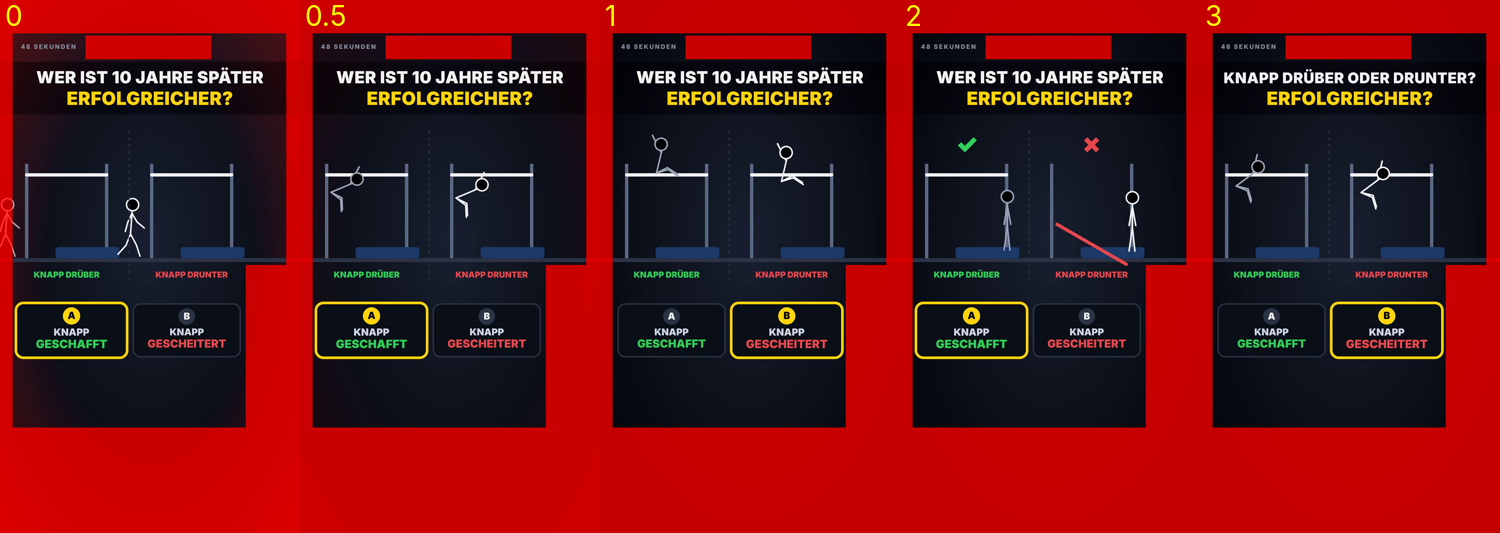 0
48 SEKUNDEN
WER IST 10 JAHRE SPÄTER
ERFOLGREICHER?
KNAPP DRÜBER
KNAPP DRUNTER
A
KNAPP
GESCHAFFT
B
KNAPP
GESCHEITERT
0.5
48 SEKUNDEN
WER IST 10 JAHRE SPÄTER
ERFOLGREICHER?
KNAPP DRÜBER
KNAPP DRUNTER
A
KNAPP
GESCHAFFT
B
KNAPP
GESCHEITERT
1
48 SEKUNDEN
WER IST 10 JAHRE SPÄTER
ERFOLGREICHER?
KNAPP DRÜBER
KNAPP DRUNTER
A
KNAPP
GESCHAFFT
B
KNAPP
GESCHEITERT
2
48 SEKUNDEN
WER IST 10 JAHRE SPÄTER
ERFOLGREICHER?
KNAPP DRÜBER
KNAPP DRUNTER
A
KNAPP
GESCHAFFT
B
KNAPP
GESCHEITERT
3
48 SEKUNDEN
KNAPP DRÜBER ODER DRUNTER?
ERFOLGREICHER?
KNAPP DRÜBER
KNAPP DRUNTER
A
KNAPP
GESCHAFFT
B
KNAPP
GESCHEITERT